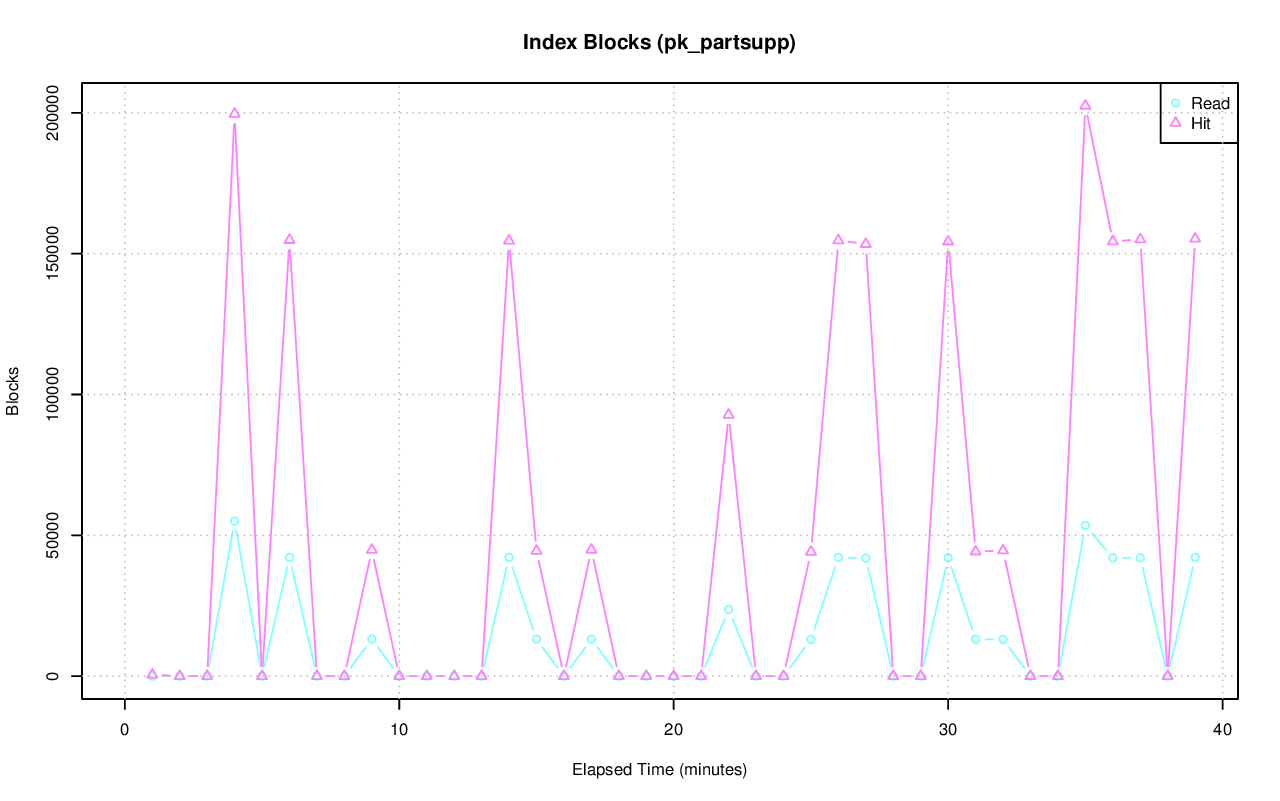 Index Blocks (pk_partsupp)
Read
Hit
200000
150000
100000
50000
0
Blocks
0 10 20 30 40
Elapsed Time (minutes)